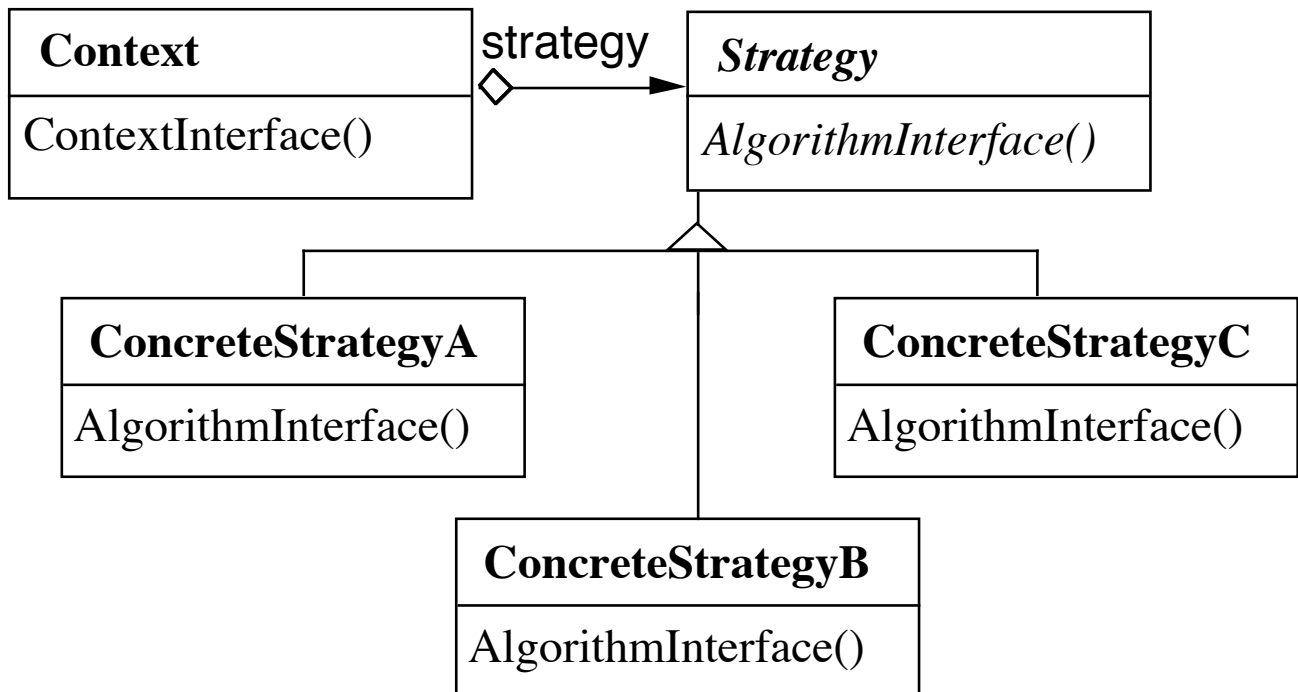 Context
ContextInterface()
strategy
Strategy
AlgorithmInterface()
ConcreteStrategyA
AlgorithmInterface()
ConcreteStrategyC
AlgorithmInterface()
ConcreteStrategyB
AlgorithmInterface()